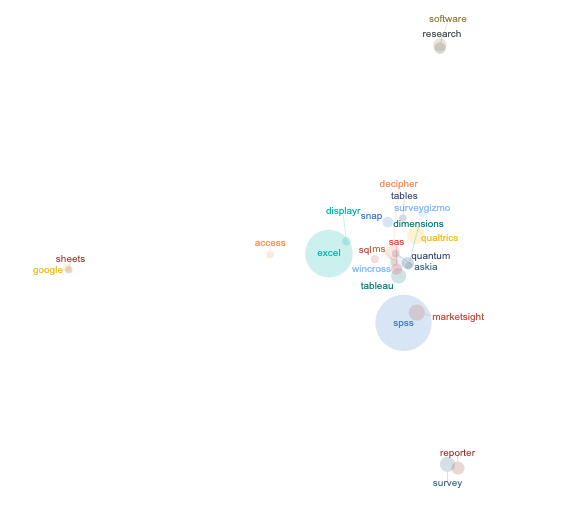 software
research
decipher
tables
displayr
snap
surveygizmo
dimensions
qualtrics
access
excel
sql
ms
sas
quantum
askia
wincross
tableau
sheets
google
spss
marketsight
reporter
survey